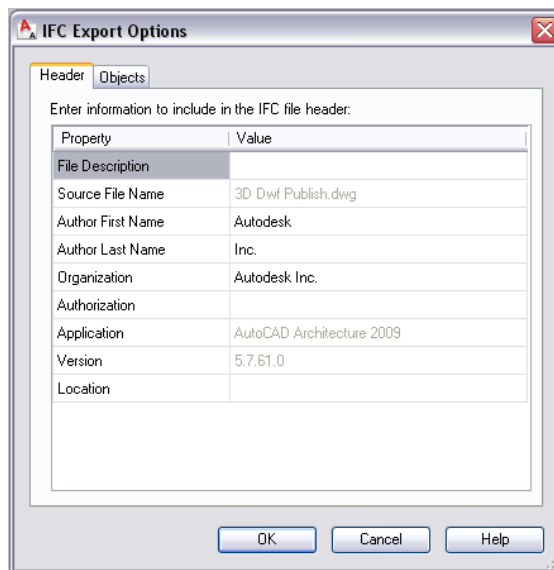 IFC Export Options
Header Objects
Enter information to include in the IFC file header:
Property Value
File Description
Source File Name 3D Dwf Publish.dwg
Author First Name Autodesk
Author Last Name Inc.
Organization Autodesk Inc.
Authorization
Application AutoCAD Architecture 2009
Version 5.7.61.0
Location
OK Cancel Help